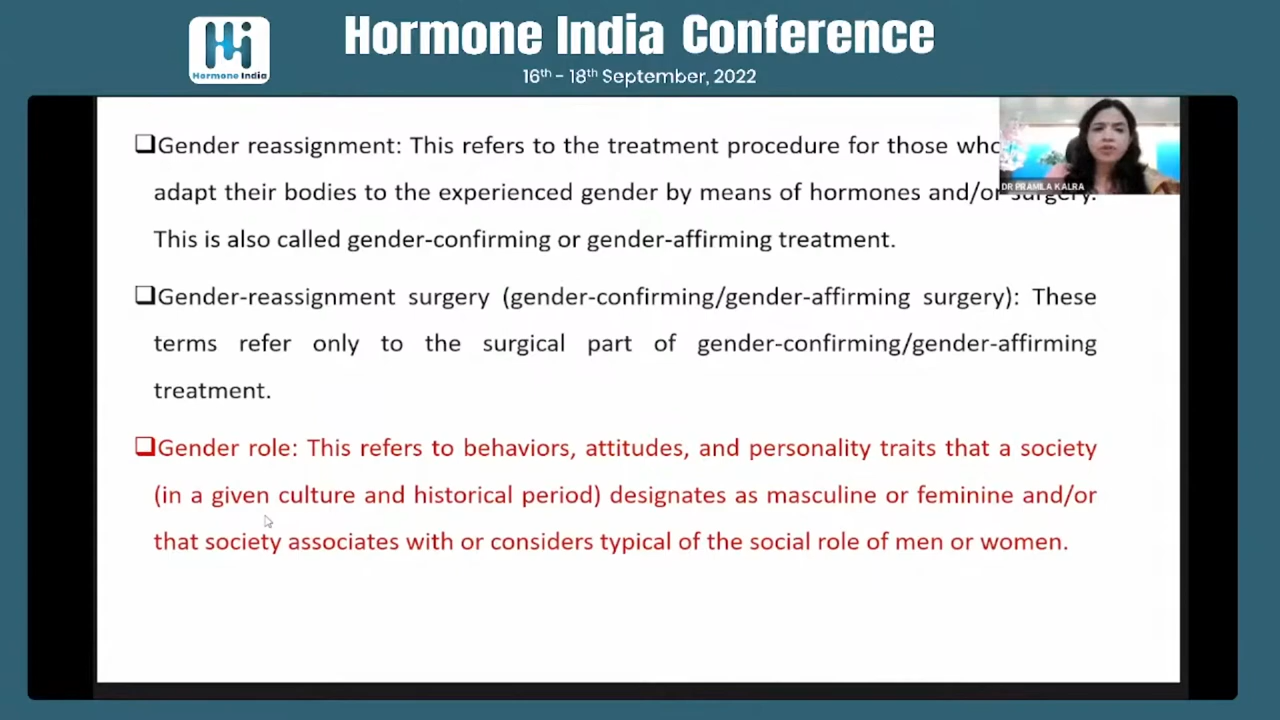 Hormone India Conference
16th - 18th September, 2022
Hormone India
Gender reassignment: This refers to the treatment procedure for those who
adapt their bodies to the experienced gender by means of hormones and/or surgery.
This is also called gender-confirming or gender-affirming treatment.
Gender-reassignment surgery (gender-confirming/gender-affirming surgery): These
terms refer only to the surgical part of gender-confirming/gender-affirming
treatment.
Gender role: This refers to behaviors, attitudes, and personality traits that a society
(in a given culture and historical period) designates as masculine or feminine and/or
that society associates with or considers typical of the social role of men or women.
DR PRAMILA KALRA